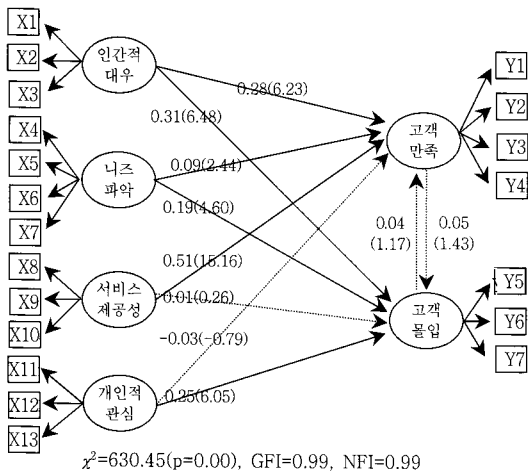 X1
X2
X3
X4
X5
X6
X7
X8
X9
X10
X11
X12
X13
인간적
대우
니즈
파악
서비스
제공성
개인적
관심
0.28(6.23)
0.31(6.48)
0.09(2.44)
0.19(4.60)
0.51(15.16)
0.01(0.26)
-0.03(-0.79)
0.25(6.05)
고객
만족
0.04
(1.17)
0.05
(1.43)
고객
몰입
Y1
Y2
Y3
Y4
Y5
Y6
Y7
χ²=630.45(p=0.00), GFI=0.99, NFI=0.99